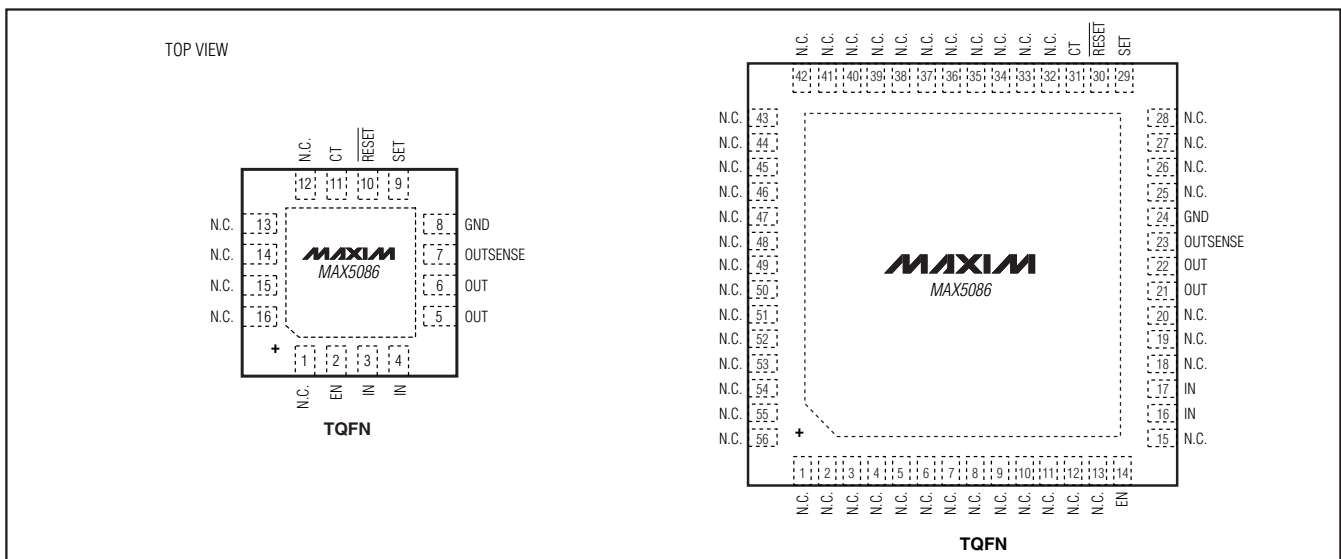 TOP VIEW
N.C. CT RESET SET
12 11 10 9
N.C. 13 8 GND
N.C. 14 MAXIM 7 OUTSENSE
MAX5086
N.C. 15 6 OUT
N.C. 16 5 OUT
+ 1 2 3 4
N.C. EN IN IN
TQFN
N.C. N.C. N.C. N.C. N.C. N.C. N.C. N.C. N.C. N.C. N.C. CT RESET SET
42 41 40 39 38 37 36 35 34 33 32 31 30 29
N.C. 43 28 N.C.
N.C. 44 27 N.C.
N.C. 45 26 N.C.
N.C. 46 25 N.C.
N.C. 47 24 GND
N.C. 48 23 OUTSENSE
N.C. 49 MAXIM 22 OUT
N.C. 50 MAX5086 21 OUT
N.C. 51 20 N.C.
N.C. 52 19 N.C.
N.C. 53 18 N.C.
N.C. 54 17 IN
N.C. 55 16 IN
N.C. 56 + 15 N.C.
1 2 3 4 5 6 7 8 9 10 11 12 13 14
N.C. N.C. N.C. N.C. N.C. N.C. N.C. N.C. N.C. N.C. N.C. N.C. N.C. EN
TQFN